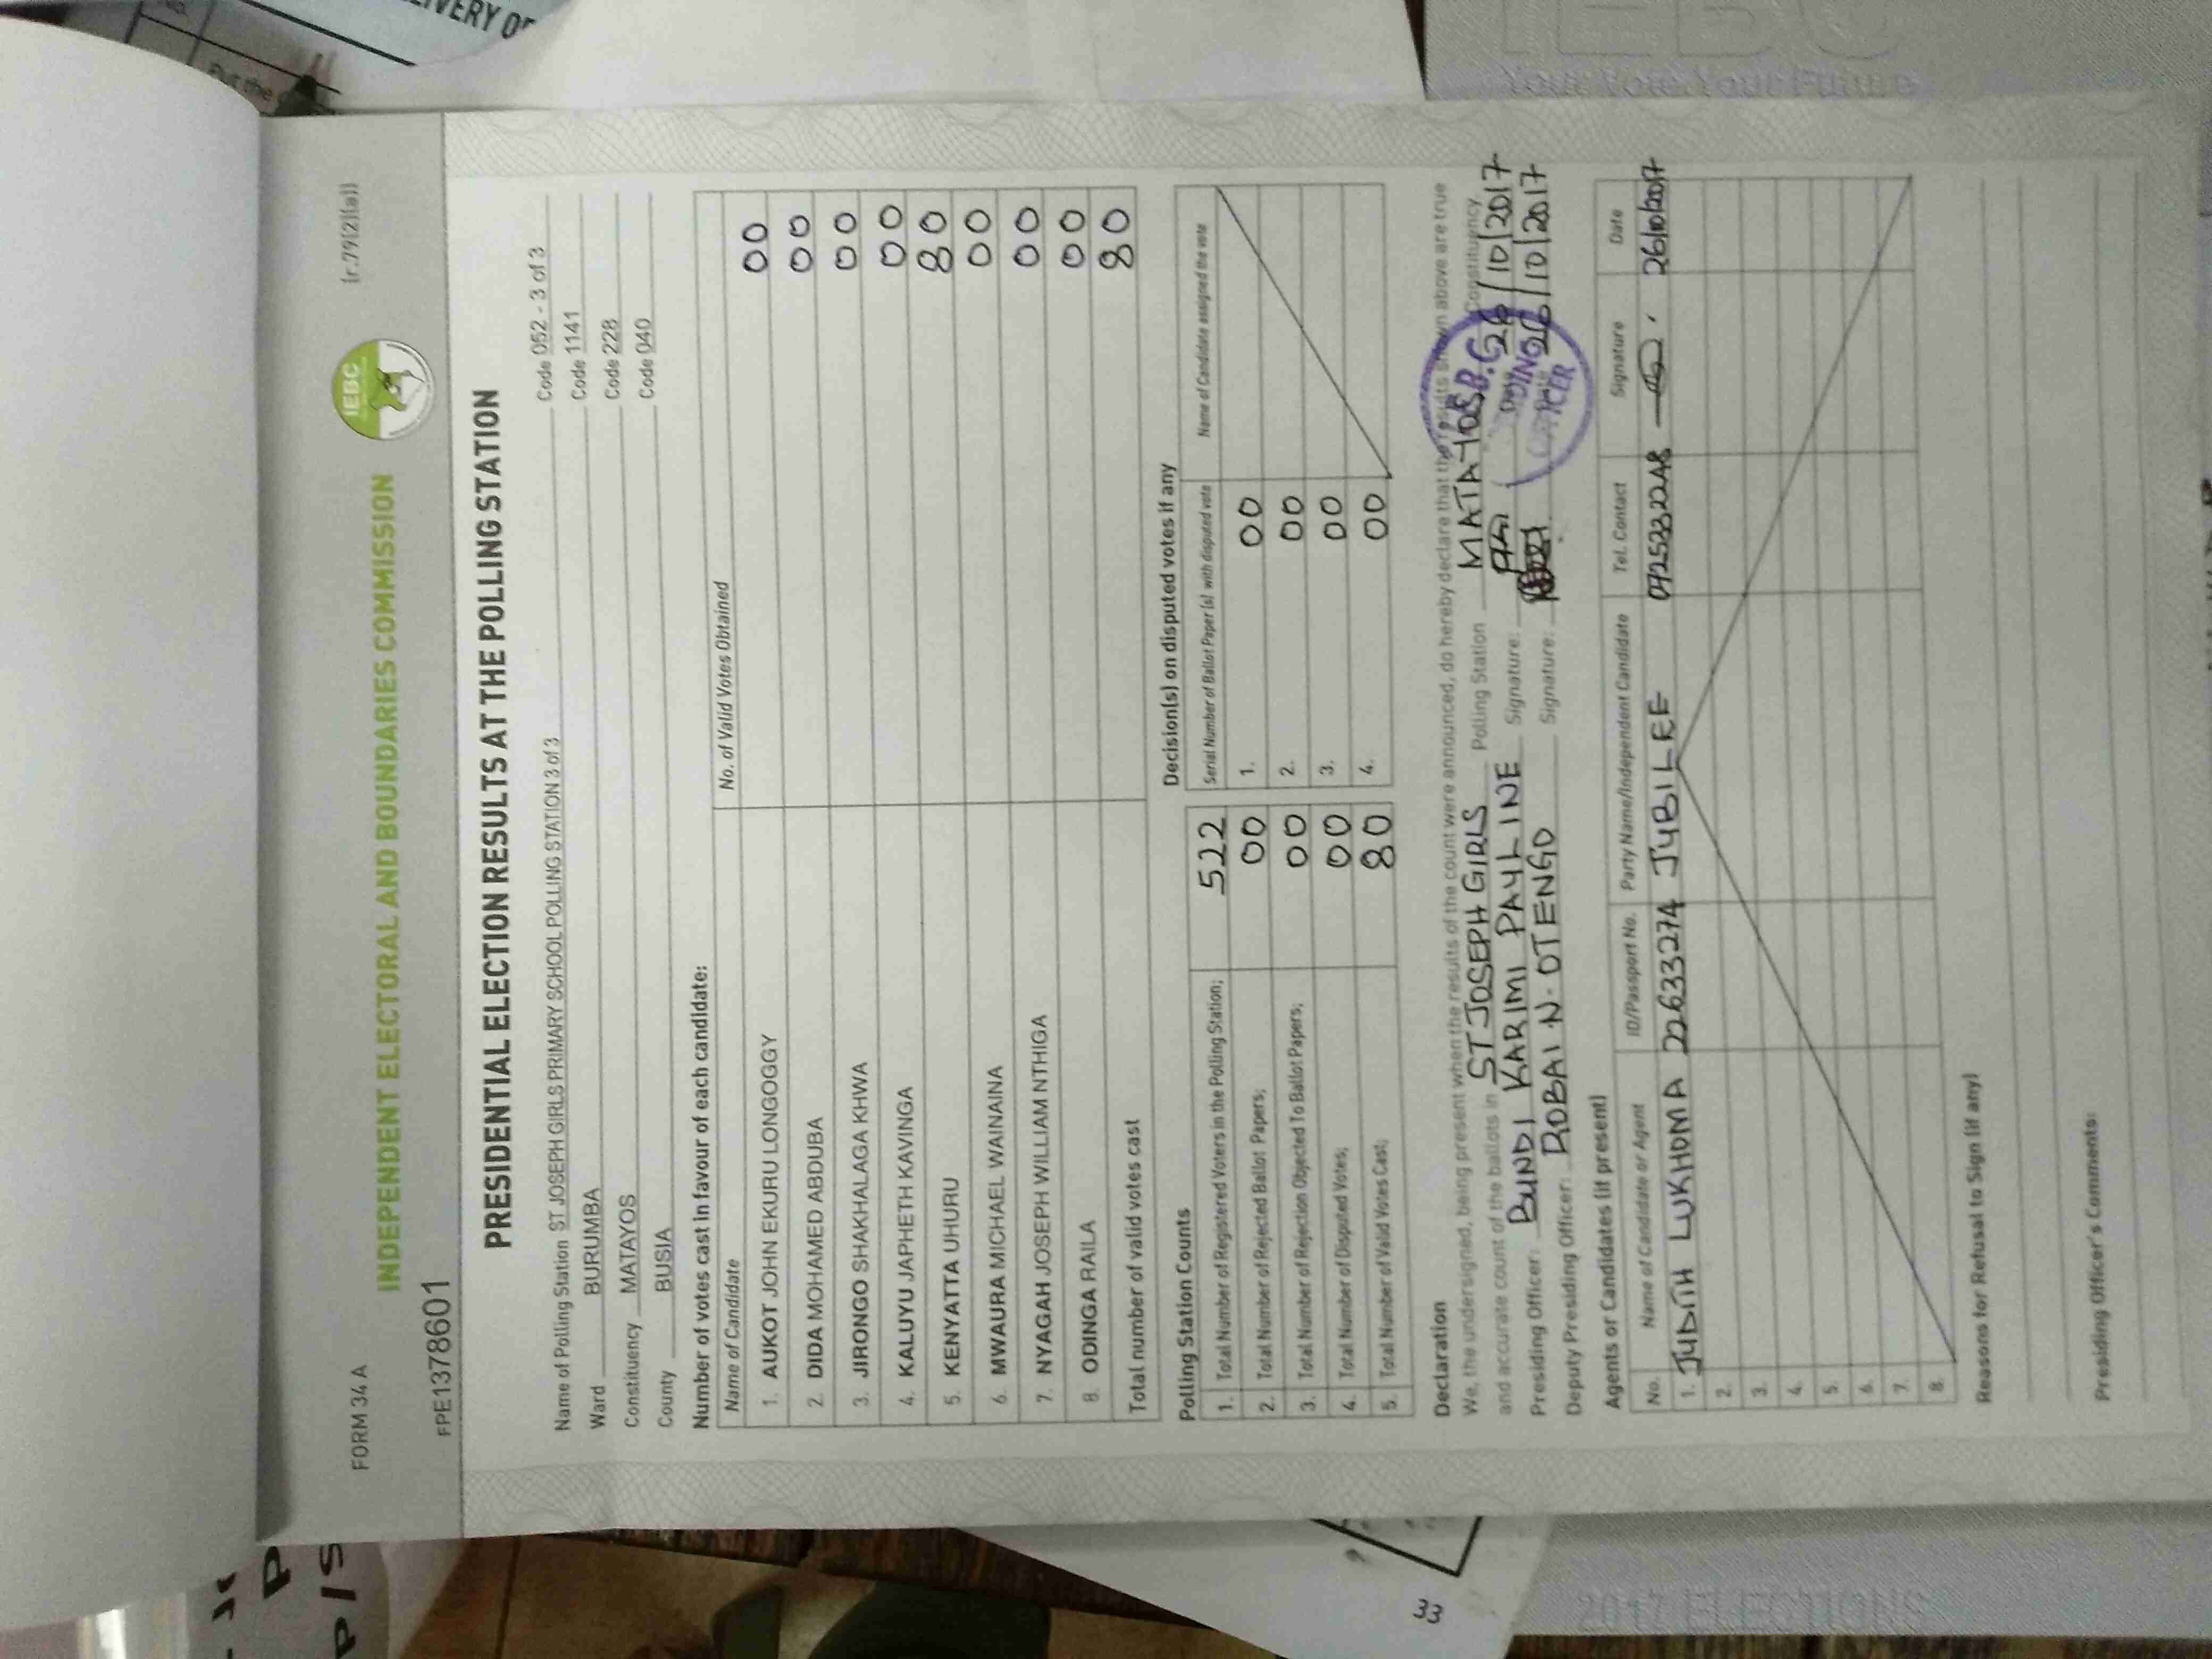 IVERY OF
IEBC
Your Vote Your Future
FORM 34 A
(r.79(2)(a))
INDEPENDENT ELECTORAL AND BOUNDARIES COMMISSION
IEBC
FPE1378601
PRESIDENTIAL ELECTION RESULTS AT THE POLLING STATION
Name of Polling Station ST JOSEPH GIRLS PRIMARY SCHOOL POLLING STATION 3 of 3 Code 052 - 3 of 3
Ward BURUMBA Code 1141
Constituency MATAYOS Code 228
County BUSIA Code 040
Number of votes cast in favour of each candidate:
Name of Candidate No. of Valid Votes Obtained
1. AUKOT JOHN EKURU LONGOGGY 00
2. DIDA MOHAMED ABDUBA 00
3. JIRONGO SHAKHALAGA KHWA 00
4. KALUYU JAPHETH KAVINGA 00
5. KENYATTA UHURU 80
6. MWAURA MICHAEL WAINAINA 00
7. NYAGAH JOSEPH WILLIAM NTHIGA 00
8. ODINGA RAILA 00
Total number of valid votes cast 80
Polling Station Counts
1. Total Number of Registered Voters in the Polling Station; 522
2. Total Number of Rejected Ballot Papers; 00
3. Total Number of Rejection Objected To Ballot Papers; 00
4. Total Number of Disputed Votes; 00
5. Total Number of Valid Votes Cast; 80
Decision(s) on disputed votes if any
Serial Number of Ballot Paper (s) with disputed vote Name of Candidate assigned the vote
1. 00
2. 00
3. 00
4. 00
Declaration
We, the undersigned, being present when the results of the count were announced, do hereby declare that the results shown above are true
and accurate count of the ballots in ST JOSEPH GIRLS Polling Station MATAYOS Constituency
Presiding Officer: BUNDI KARIMI PAULINE Signature: Date 26/10/2017
Deputy Presiding Officer: ROBAI N. OTENGO Signature: Date 26/10/2017
Agents or Candidates (if present)
No. Name of Candidate or Agent ID/Passport No. Party Name/Independent Candidate Tel. Contact Signature Date
1. JUDITH LUKHOMA 22633274 JUBILEE 0725332248 26/10/2017
2.
3.
4.
5.
6.
7.
8.
Reasons for Refusal to Sign (if any)
Presiding Officer's Comments:
33
2017 ELECTIONS